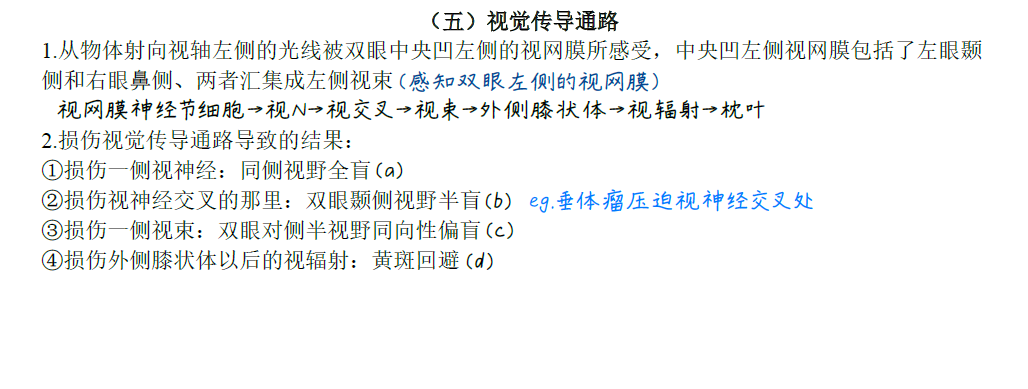 （五）视觉传导通路
1.从物体射向视轴左侧的光线被双眼中央凹左侧的视网膜所感受，中央凹左侧视网膜包括了左眼颞
侧和右眼鼻侧、两者汇集成左侧视束(感知双眼左侧的视网膜)
视网膜神经节细胞→视N→视交叉→视束→外侧膝状体→视辐射→枕叶
2.损伤视觉传导通路导致的结果：
①损伤一侧视神经：同侧视野全盲(a)
②损伤视神经交叉的那里：双眼颞侧视野半盲(b) eg.垂体瘤压迫视神经交叉处
③损伤一侧视束：双眼对侧半视野同向性偏盲(c)
④损伤外侧膝状体以后的视辐射：黄斑回避(d)